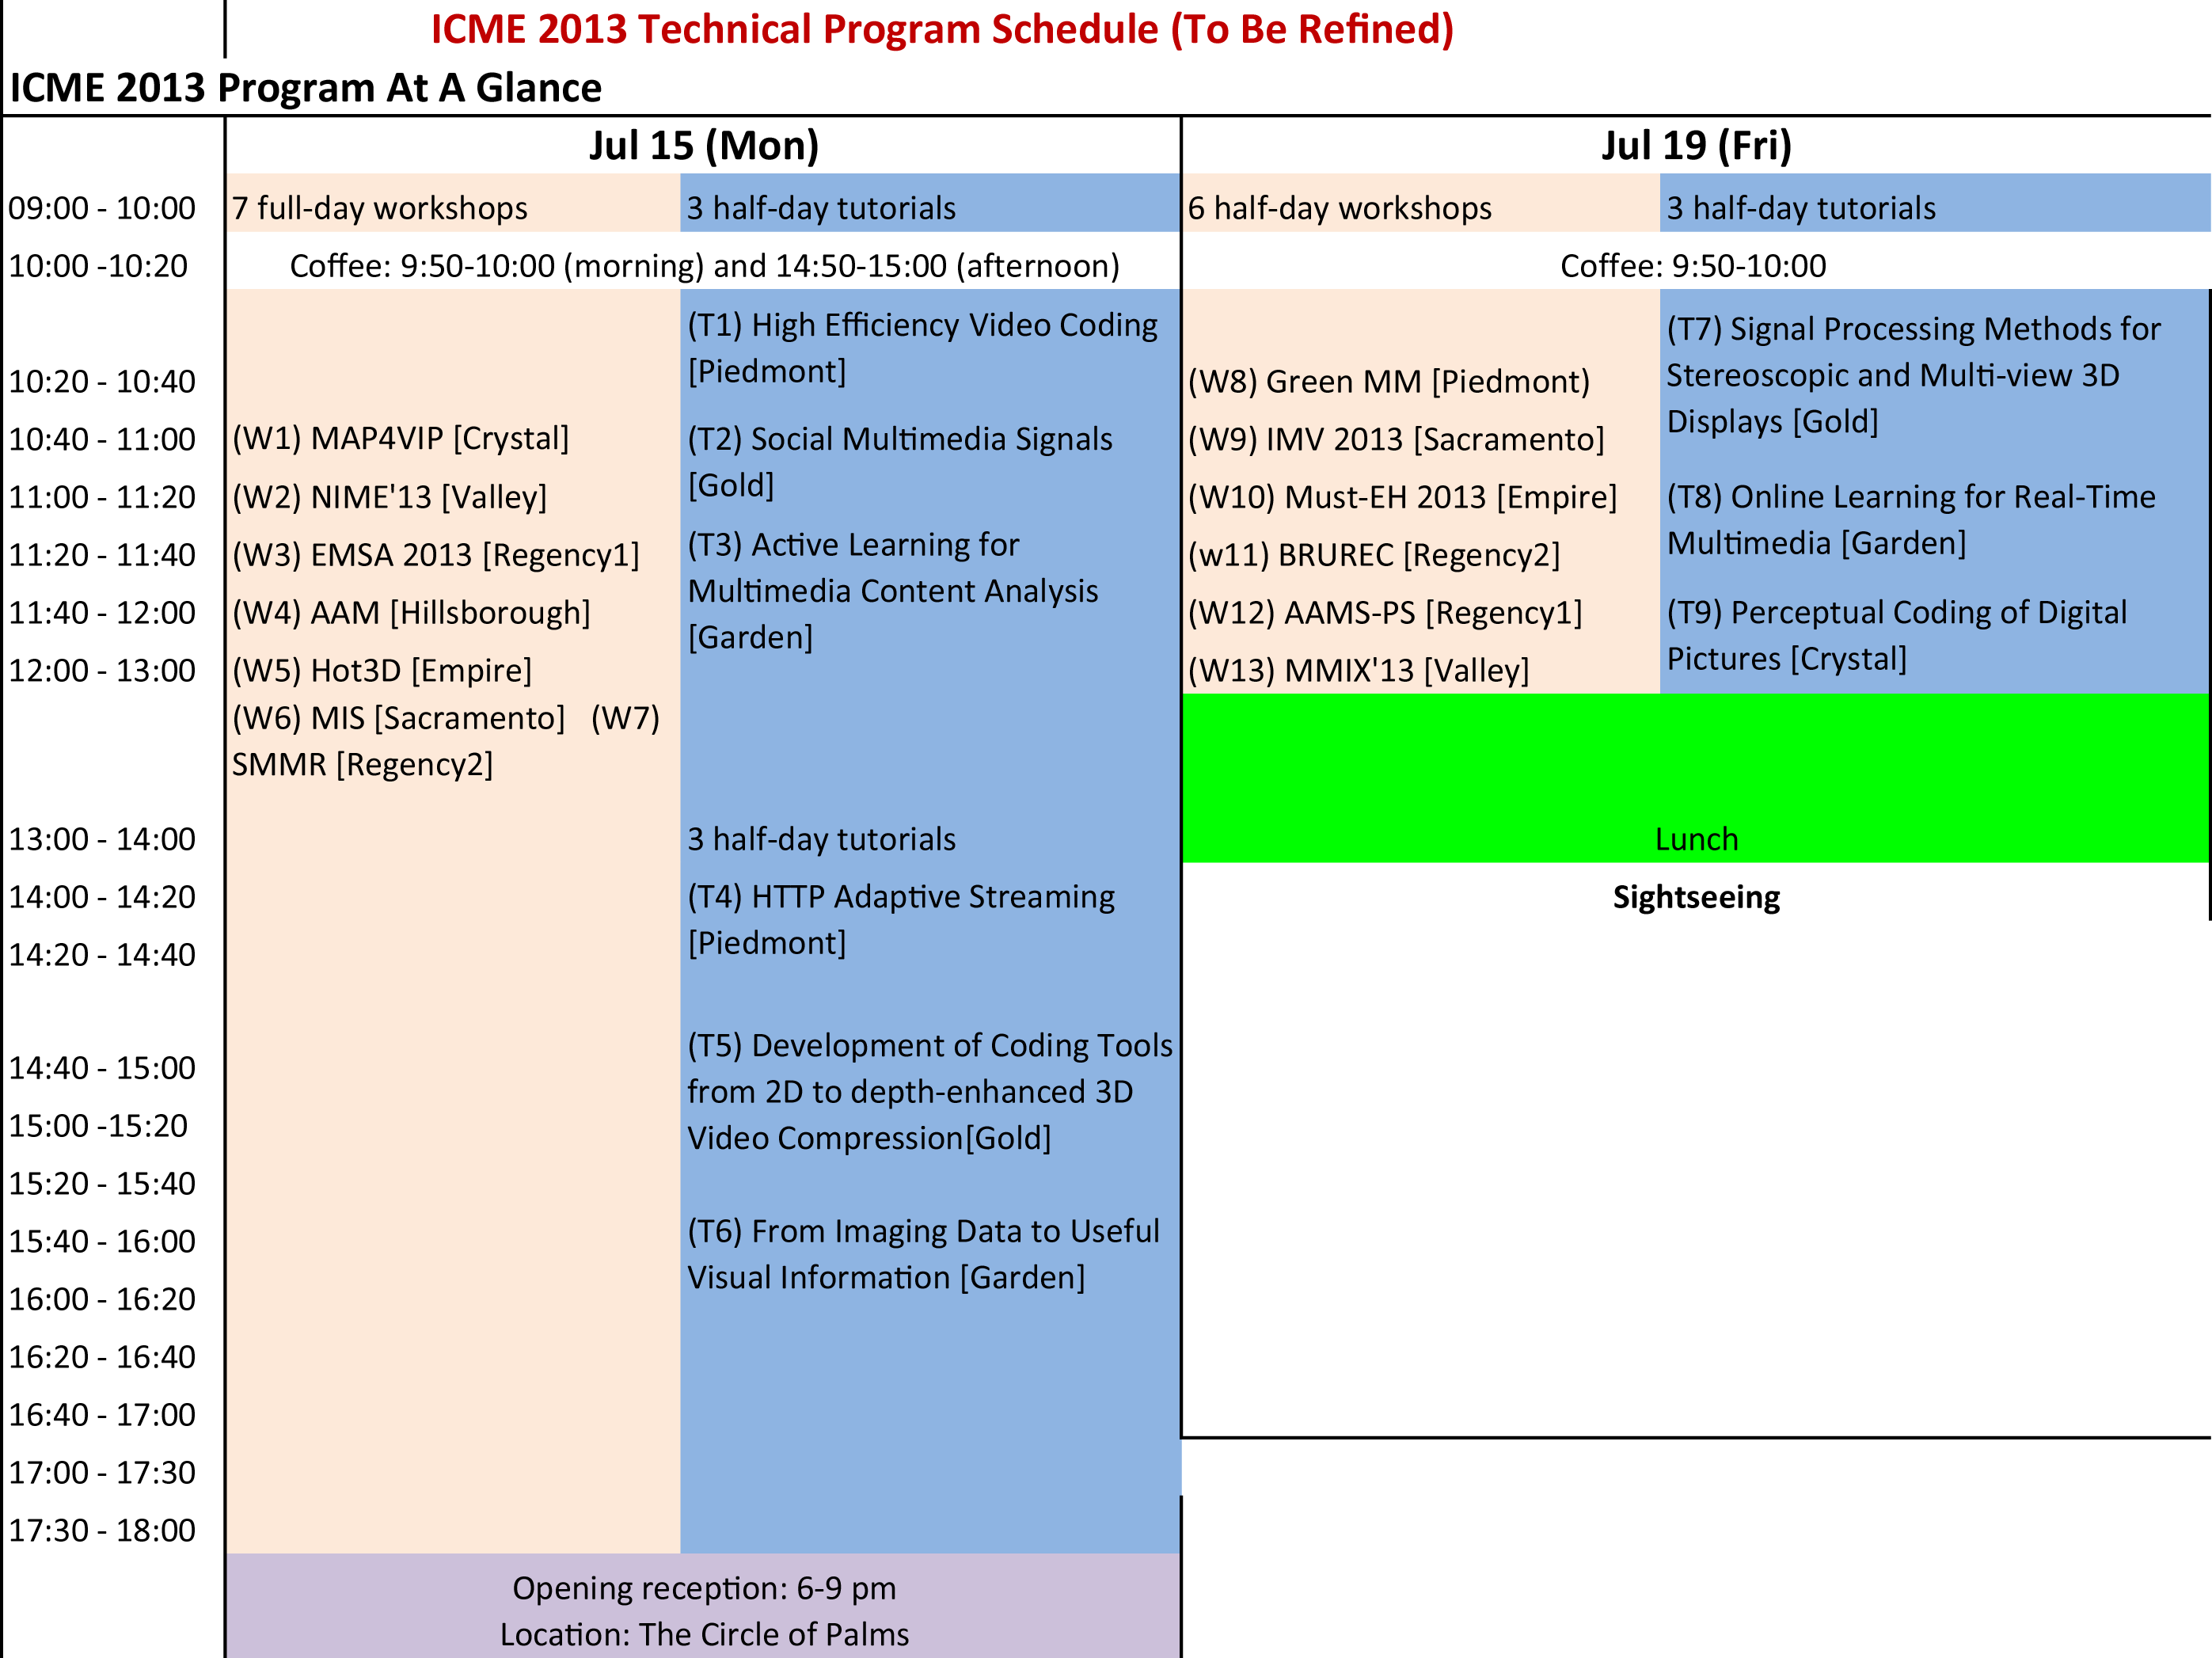 ICME 2013 Technical Program Schedule (To Be Refined)
ICME 2013 Program At A Glance
Jul 15 (Mon)
Jul 19 (Fri)
09:00 - 10:00
7 full-day workshops
3 half-day tutorials
6 half-day workshops
3 half-day tutorials
10:00 -10:20
Coffee: 9:50-10:00 (morning) and 14:50-15:00 (afternoon)
Coffee: 9:50-10:00
10:20 - 10:40
10:40 - 11:00
11:00 - 11:20
11:20 - 11:40
11:40 - 12:00
12:00 - 13:00
13:00 - 14:00
14:00 - 14:20
14:20 - 14:40
14:40 - 15:00
15:00 -15:20
15:20 - 15:40
15:40 - 16:00
16:00 - 16:20
16:20 - 16:40
16:40 - 17:00
17:00 - 17:30
17:30 - 18:00
(W1) MAP4VIP [Crystal]
(W2) NIME'13 [Valley]
(W3) EMSA 2013 [Regency1]
(W4) AAM [Hillsborough]
(W5) Hot3D [Empire]
(W6) MIS [Sacramento] (W7)
SMMR [Regency2]
(T1) High Efficiency Video Coding
[Piedmont]
(T2) Social Multimedia Signals
[Gold]
(T3) Active Learning for
Multimedia Content Analysis
[Garden]
3 half-day tutorials
(T4) HTTP Adaptive Streaming
[Piedmont]
(T5) Development of Coding Tools
from 2D to depth-enhanced 3D
Video Compression[Gold]
(T6) From Imaging Data to Useful
Visual Information [Garden]
Opening reception: 6-9 pm
Location: The Circle of Palms
(W8) Green MM [Piedmont)
(W9) IMV 2013 [Sacramento]
(W10) Must-EH 2013 [Empire]
(w11) BRUREC [Regency2]
(W12) AAMS-PS [Regency1]
(W13) MMIX'13 [Valley]
(T7) Signal Processing Methods for
Stereoscopic and Multi-view 3D
Displays [Gold]
(T8) Online Learning for Real-Time
Multimedia [Garden]
(T9) Perceptual Coding of Digital
Pictures [Crystal]
Lunch
Sightseeing